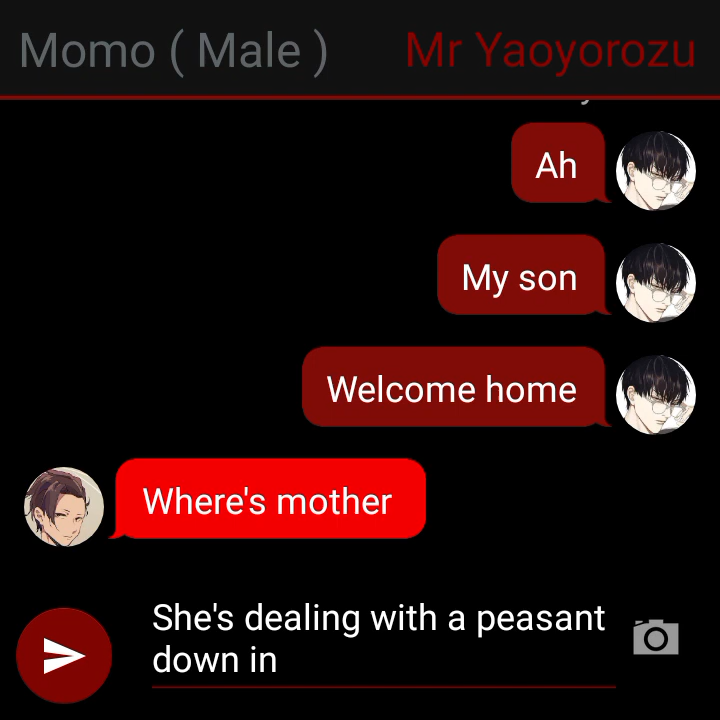 Momo ( Male ) Mr Yaoyorozu
Ah
My son
Welcome home
Where's mother
She's dealing with a peasant
down in